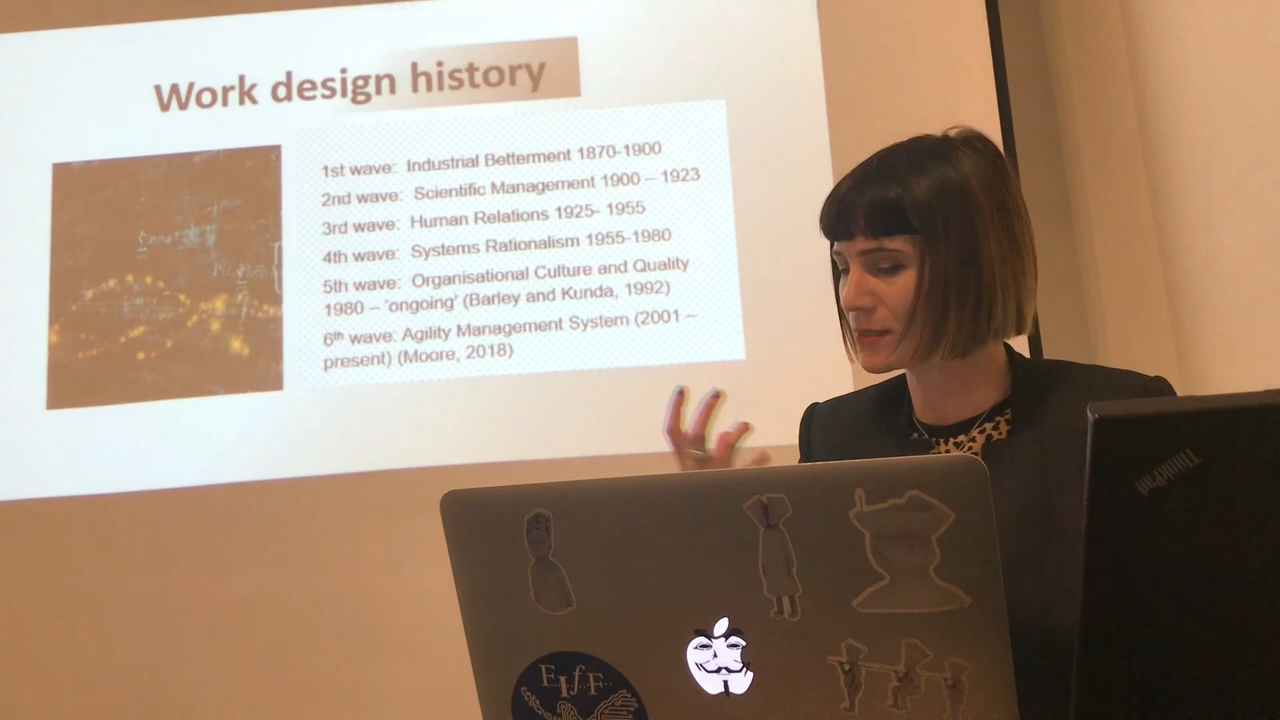 Work design history
1st wave: Industrial Betterment 1870-1900
2nd wave: Scientific Management 1900 – 1923
3rd wave: Human Relations 1925- 1955
4th wave: Systems Rationalism 1955-1980
5th wave: Organisational Culture and Quality
1980 – 'ongoing' (Barley and Kunda, 1992)
6th wave: Agility Management System (2001 –
present) (Moore, 2018)
ThinkPad
EIfF